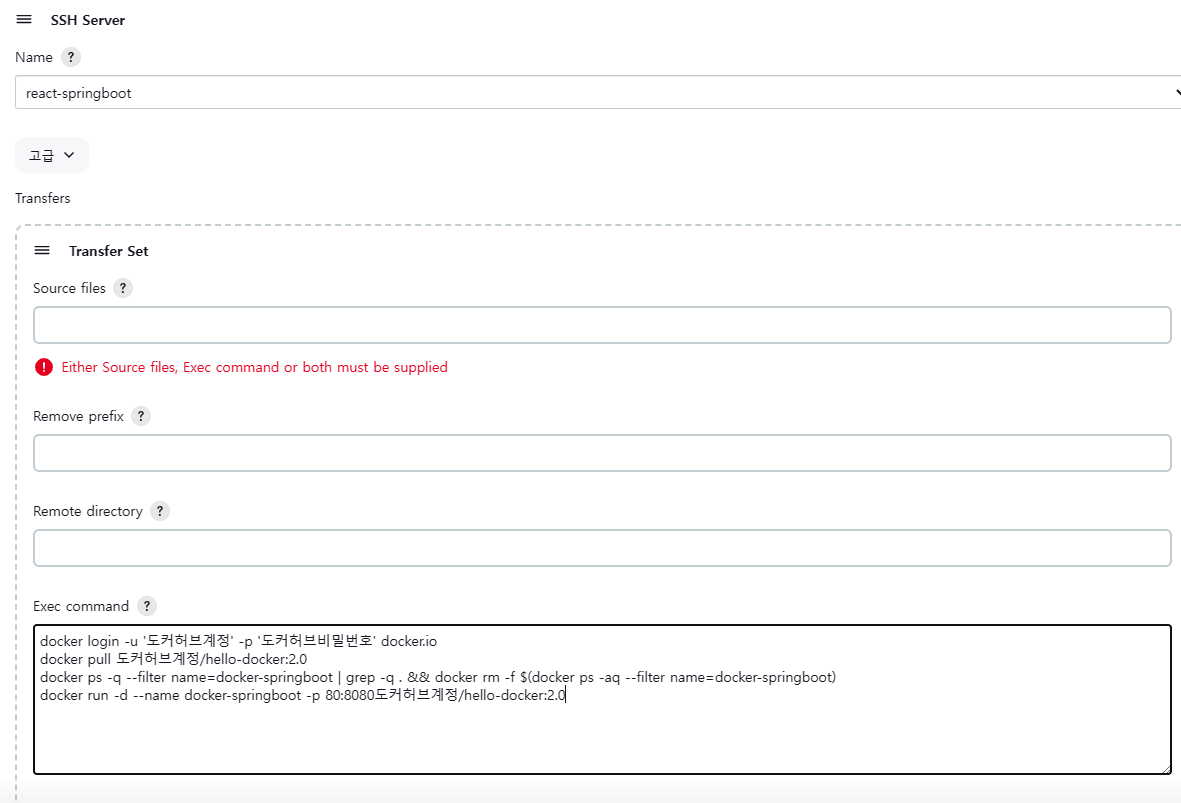 SSH Server
Name ?
react-springboot
고급
Transfers
Transfer Set
Source files ?
Either Source files, Exec command or both must be supplied
Remove prefix ?
Remote directory ?
Exec command ?
docker login -u '도커허브계정' -p '도커허브비밀번호' docker.io
docker pull 도커허브계정/hello-docker:2.0
docker ps -q --filter name=docker-springboot | grep -q . && docker rm -f $(docker ps -aq --filter name=docker-springboot)
docker run -d --name docker-springboot -p 80:8080도커허브계정/hello-docker:2.0